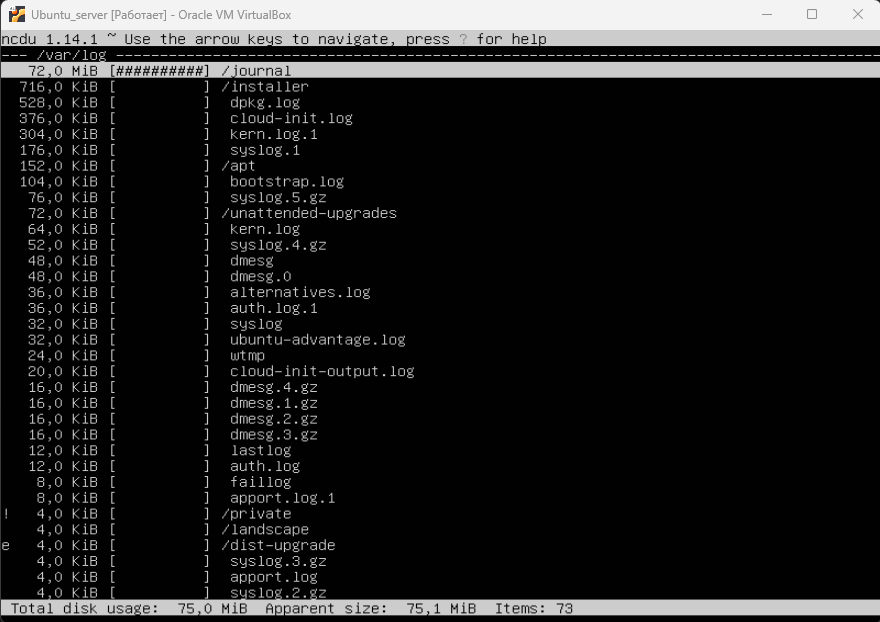 Ubuntu_server [Работает] - Oracle VM VirtualBox
ncdu 1.14.1 ~ Use the arrow keys to navigate, press ? for help
--- /var/log ---------------------------------------------------------------------------------------
72,0 MiB [##########] /journal
716,0 KiB [          ] /installer
528,0 KiB [          ]  dpkg.log
376,0 KiB [          ]  cloud-init.log
304,0 KiB [          ]  kern.log.1
176,0 KiB [          ]  syslog.1
152,0 KiB [          ] /apt
104,0 KiB [          ]  bootstrap.log
76,0 KiB [          ]  syslog.5.gz
72,0 KiB [          ] /unattended-upgrades
64,0 KiB [          ]  kern.log
52,0 KiB [          ]  syslog.4.gz
48,0 KiB [          ]  dmesg
48,0 KiB [          ]  dmesg.0
36,0 KiB [          ]  alternatives.log
36,0 KiB [          ]  auth.log.1
32,0 KiB [          ]  syslog
32,0 KiB [          ]  ubuntu-advantage.log
24,0 KiB [          ]  wtmp
20,0 KiB [          ]  cloud-init-output.log
16,0 KiB [          ]  dmesg.4.gz
16,0 KiB [          ]  dmesg.1.gz
16,0 KiB [          ]  dmesg.2.gz
16,0 KiB [          ]  dmesg.3.gz
12,0 KiB [          ]  lastlog
12,0 KiB [          ]  auth.log
8,0 KiB [          ]  faillog
8,0 KiB [          ]  apport.log.1
! 4,0 KiB [          ] /private
4,0 KiB [          ] /landscape
e 4,0 KiB [          ] /dist-upgrade
4,0 KiB [          ]  syslog.3.gz
4,0 KiB [          ]  apport.log
4,0 KiB [          ]  syslog.2.gz
Total disk usage:  75,0 MiB  Apparent size:  75,1 MiB  Items: 73